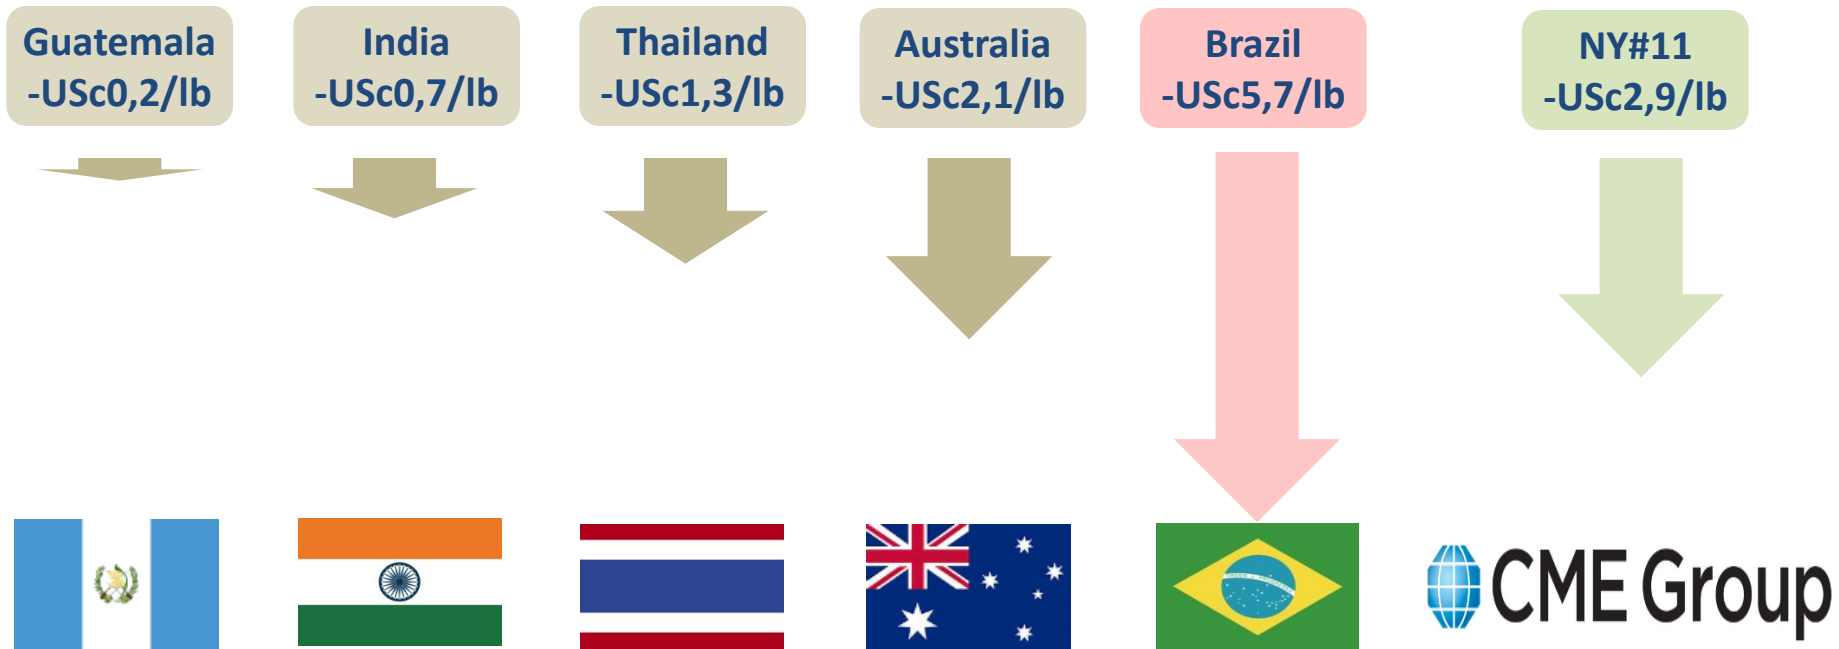 Guatemala
-USc0,2/lb
India
-USc0,7/lb
Thailand
-USc1,3/lb
Australia
-USc2,1/lb
Brazil
-USc5,7/lb
NY#11
-USc2,9/lb
CME Group